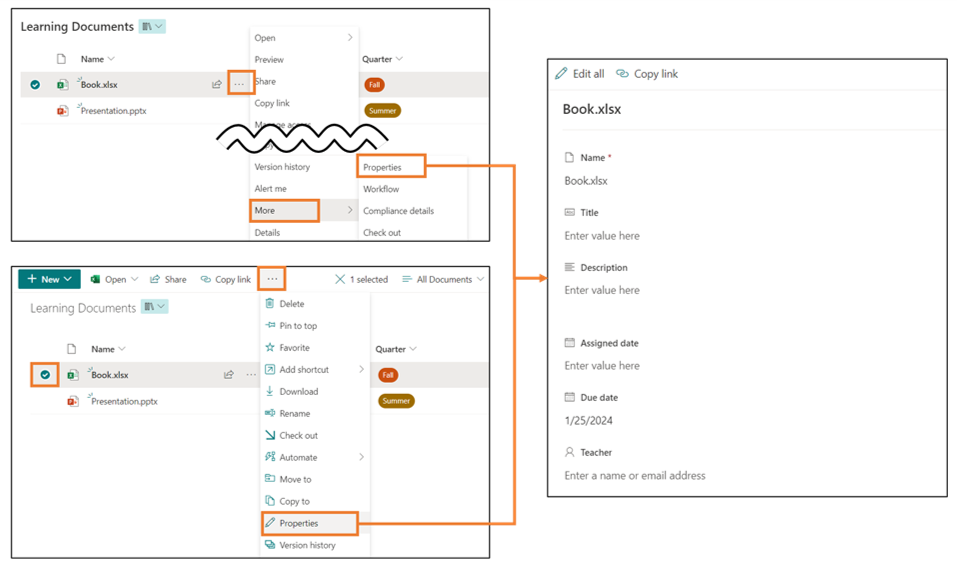 Learning Documents
Open
Name
Preview
Quarter
Book.xlsx
Share
Fall
Copy link
Presentation.pptx
Summer
Manage access
Version history
Properties
Alert me
Workflow
More
Compliance details
Details
Check out
New
Open
Share
Copy link
1 selected
All Documents
Learning Documents
Delete
Pin to top
Name
Favorite
Quarter
Book.xlsx
Add shortcut
Fall
Download
Presentation.pptx
Summer
Rename
Check out
Automate
Move to
Copy to
Properties
Version history
Edit all Copy link
Book.xlsx
Name *
Book.xlsx
Title
Enter value here
Description
Enter value here
Assigned date
Enter value here
Due date
1/25/2024
Teacher
Enter a name or email address